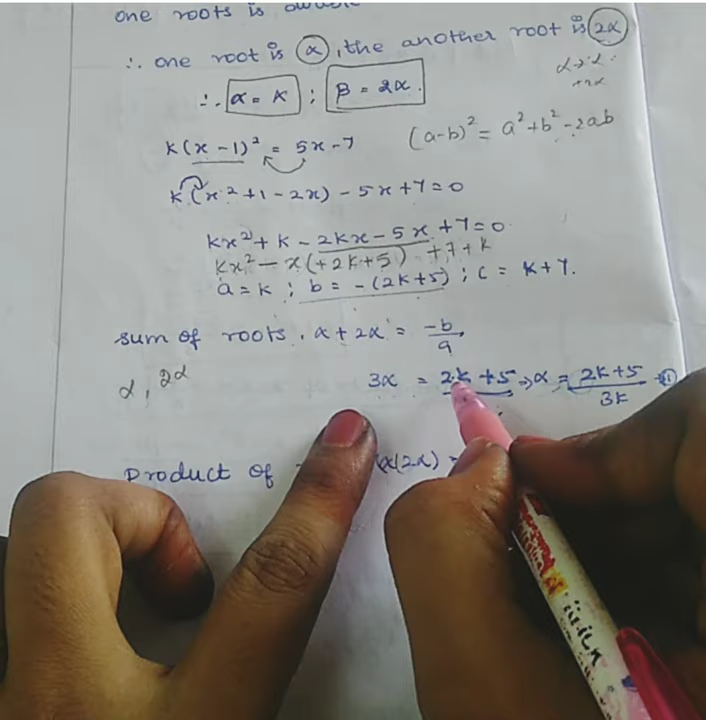 one roots is double
∴ one root is α, the another root is 2α
∴ α = K ; β = 2α.
K(x-1)² = 5x-7
(a-b)² = a²+b²-2ab
K(x²+1-2x) - 5x+7=0
Kx²+K-2Kx-5x+7=0
Kx²-x(+2K+5) +7+K
a=K ; b=-(2K+5) ; c= K+7.
sum of roots. α+2α = -b/a
α, 2α
3α = 2K+5 ⇒ α = 2K+5/3K ①
Product of α(2α) =